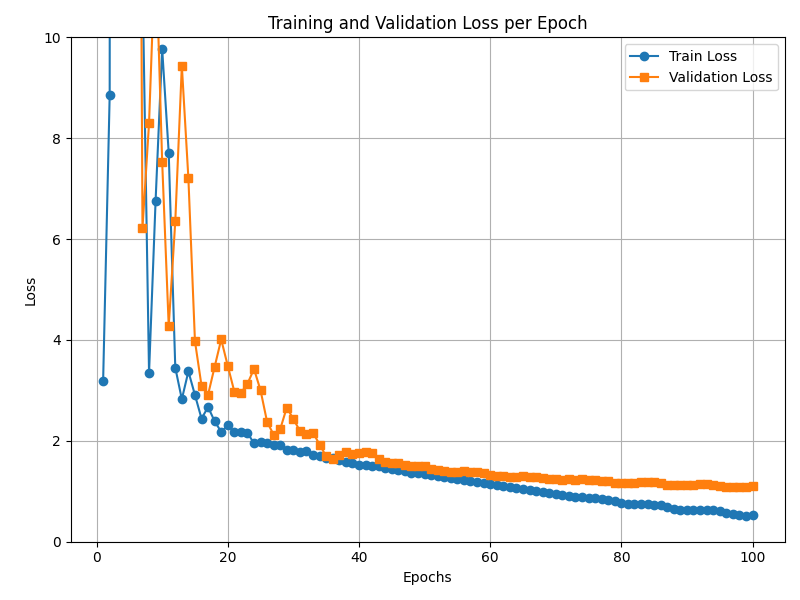 Training and Validation Loss per Epoch
Train Loss
Validation Loss
10
8
6
4
2
0
Loss
0 20 40 60 80 100
Epochs